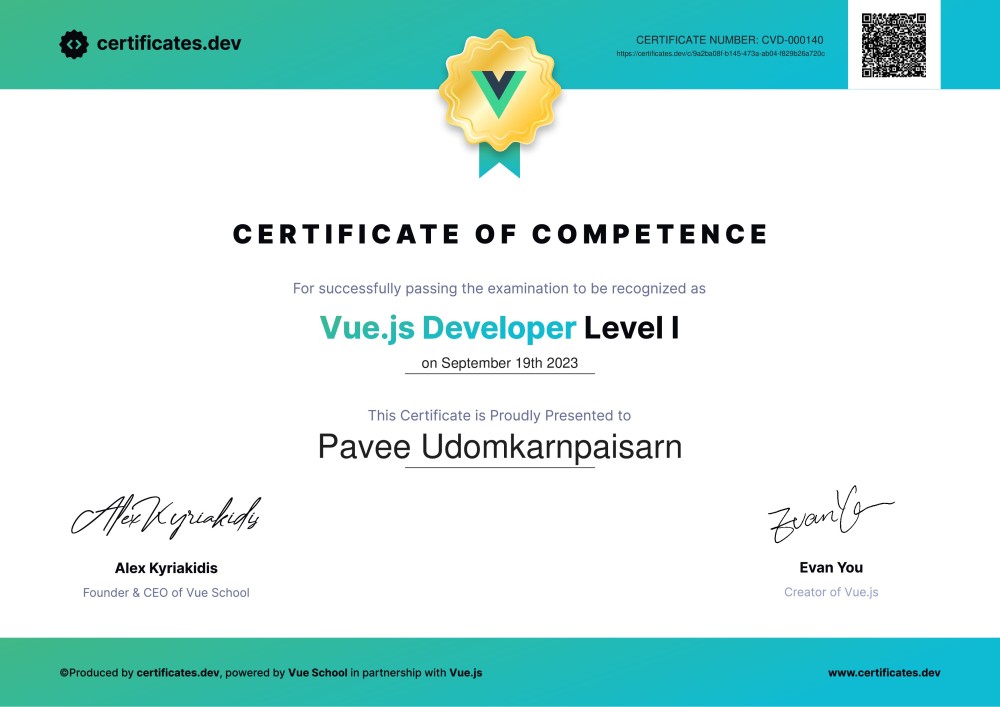 certificates.dev
CERTIFICATE NUMBER: CVD-000140
https://certificates.dev/c/9a2ba08f-b145-473a-ab04-f829b26a720c
CERTIFICATE OF COMPETENCE
For successfully passing the examination to be recognized as
Vue.js Developer Level I
on September 19th 2023
This Certificate is Proudly Presented to
Pavee Udomkarnpaisarn
Alex Kyriakidis
Evan You
Alex Kyriakidis
Evan You
Founder & CEO of Vue School
Creator of Vue.js
©Produced by certificates.dev, powered by Vue School in partnership with Vue.js
www.certificates.dev